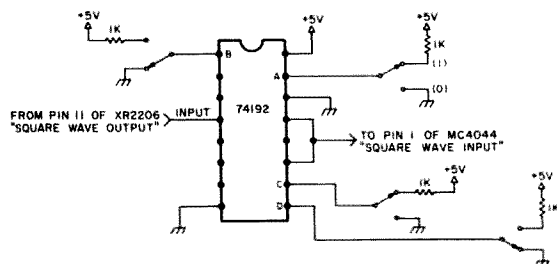 +5V
1K
B
+5V
A
+5V
1K
(1)
(0)
FROM PIN 11 OF XR2206
"SQUARE WAVE OUTPUT"
INPUT
74192
TO PIN 1 OF MC4044
"SQUARE WAVE INPUT"
C
D
1K
+5V
+5V
1K